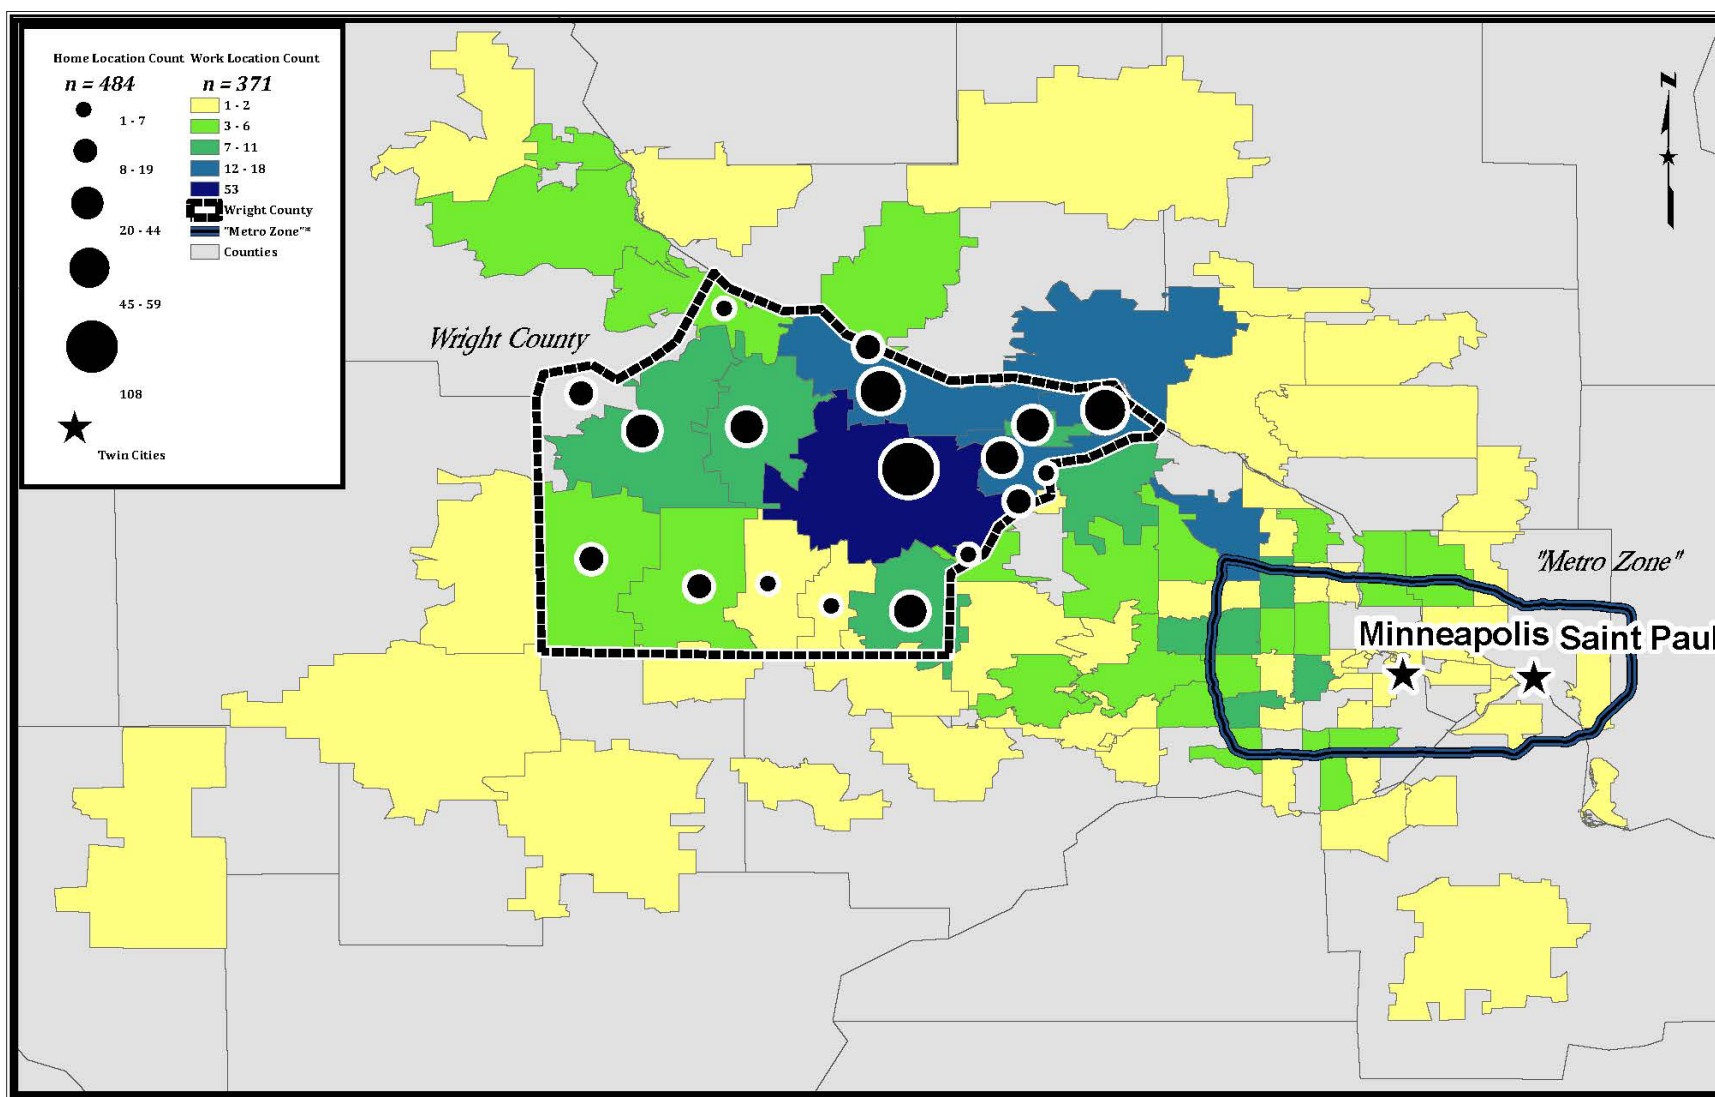 Home Location Count Work Location Count
n = 484 n = 371
1 - 7
8 - 19
20 - 44
45 - 59
108
Twin Cities
1 - 2
3 - 6
7 - 11
12 - 18
53
Wright County
"Metro Zone"*
Counties
N
Wright County
"Metro Zone"
Minneapolis Saint Paul